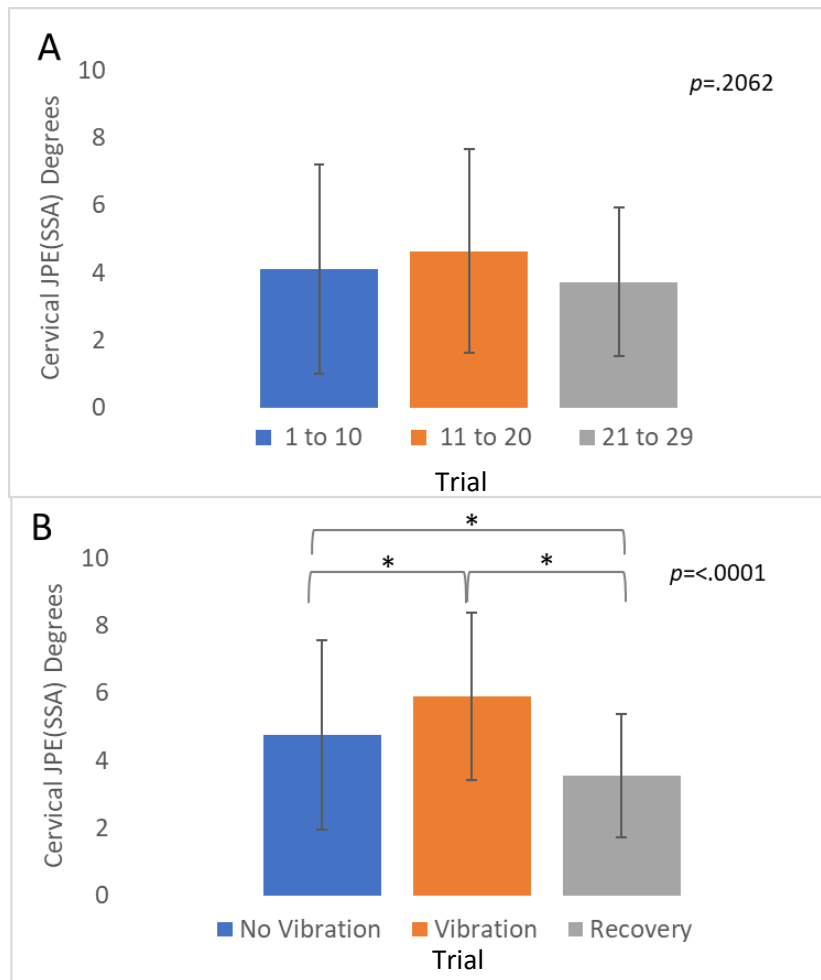 A
Cervical JPE(SSA) Degrees
10
8
6
4
2
0
p=.2062
1 to 10 11 to 20 21 to 29
Trial
B
Cervical JPE(SSA) Degrees
10
8
6
4
2
0
*
* *
p=<.0001
No Vibration Vibration Recovery
Trial